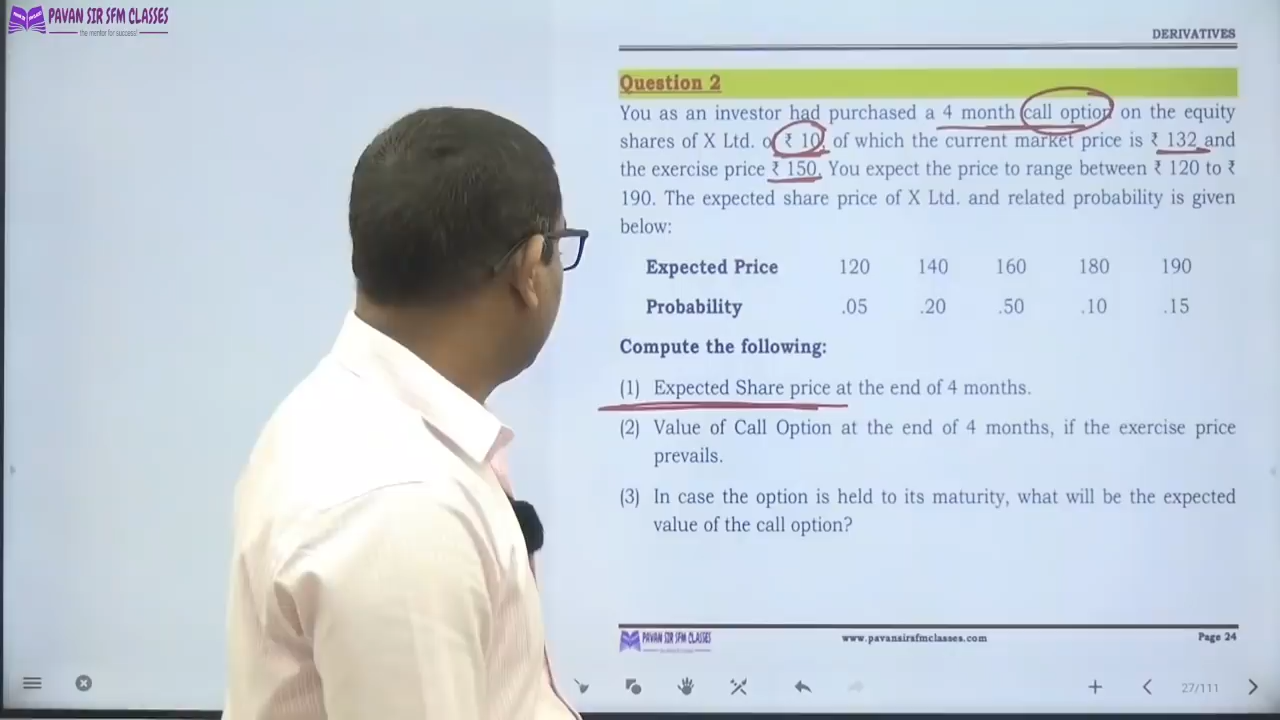 PAVAN SIR SFM CLASSES
the mentor for success!
DERIVATIVES
Question 2
You as an investor had purchased a 4 month call option on the equity
shares of X Ltd. o ₹ 10, of which the current market price is ₹ 132 and
the exercise price ₹ 150. You expect the price to range between ₹ 120 to ₹
190. The expected share price of X Ltd. and related probability is given
below:
Expected Price 120 140 160 180 190
Probability .05 .20 .50 .10 .15
Compute the following:
(1) Expected Share price at the end of 4 months.
(2) Value of Call Option at the end of 4 months, if the exercise price
prevails.
(3) In case the option is held to its maturity, what will be the expected
value of the call option?
PAVAN SIR SFM CLASSES
www.pavansirsfmclasses.com
Page 24
27/111